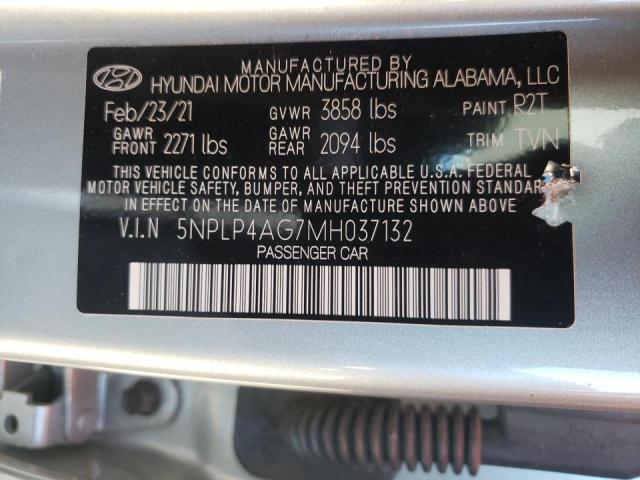 MANUFACTURED BY
HYUNDAI MOTOR MANUFACTURING ALABAMA, LLC
Feb/23/21 GVWR 3858 lbs PAINT R2T
GAWR FRONT 2271 lbs GAWR REAR 2094 lbs TRIM TVN
THIS VEHICLE CONFORMS TO ALL APPLICABLE U.S.A. FEDERAL
MOTOR VEHICLE SAFETY, BUMPER, AND THEFT PREVENTION STANDARD
IN EFFECT ON THE DATE OF MANUFACTURE SHOWN ABOVE.
V.I.N 5NPLP4AG7MH037132
PASSENGER CAR